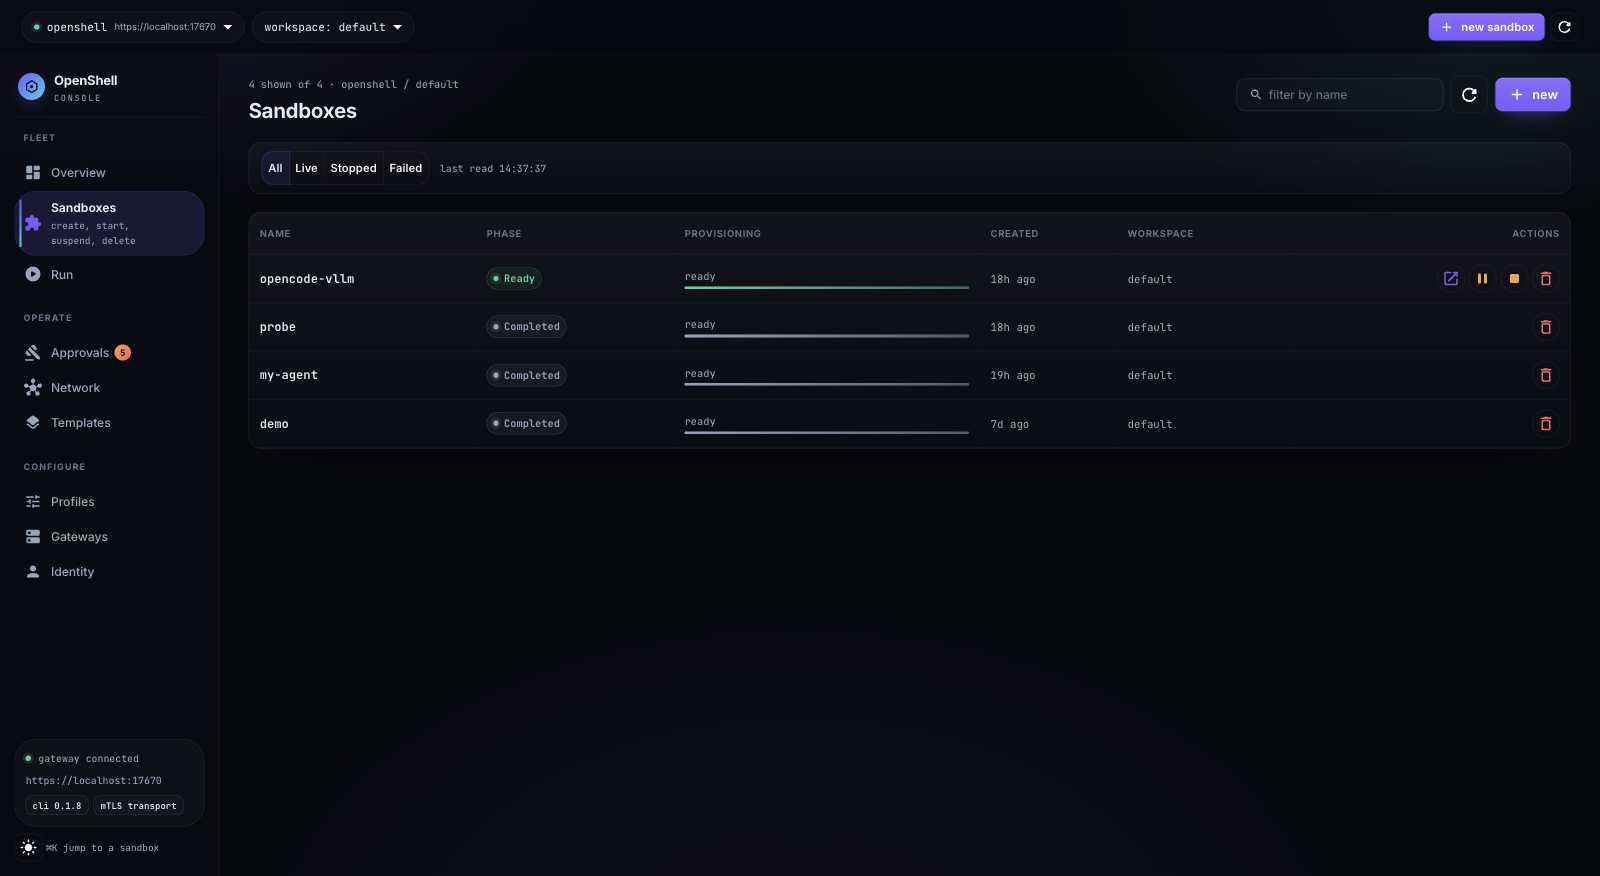 openshell https://localhost:17670
workspace: default
+ new sandbox
OpenShell
CONSOLE
FLEET
Overview
Sandboxes
create, start,
suspend, delete
Run
OPERATE
Approvals 5
Network
Templates
CONFIGURE
Profiles
Gateways
Identity
gateway connected
https://localhost:17670
cli 0.1.8 mTLS transport
⌘K jump to a sandbox
4 shown of 4 · openshell / default
Sandboxes
filter by name
+ new
All Live Stopped Failed last read 14:37:37
NAME PHASE PROVISIONING CREATED WORKSPACE ACTIONS
opencode-vllm Ready ready 18h ago default
probe Completed ready 18h ago default
my-agent Completed ready 19h ago default
demo Completed ready 7d ago default